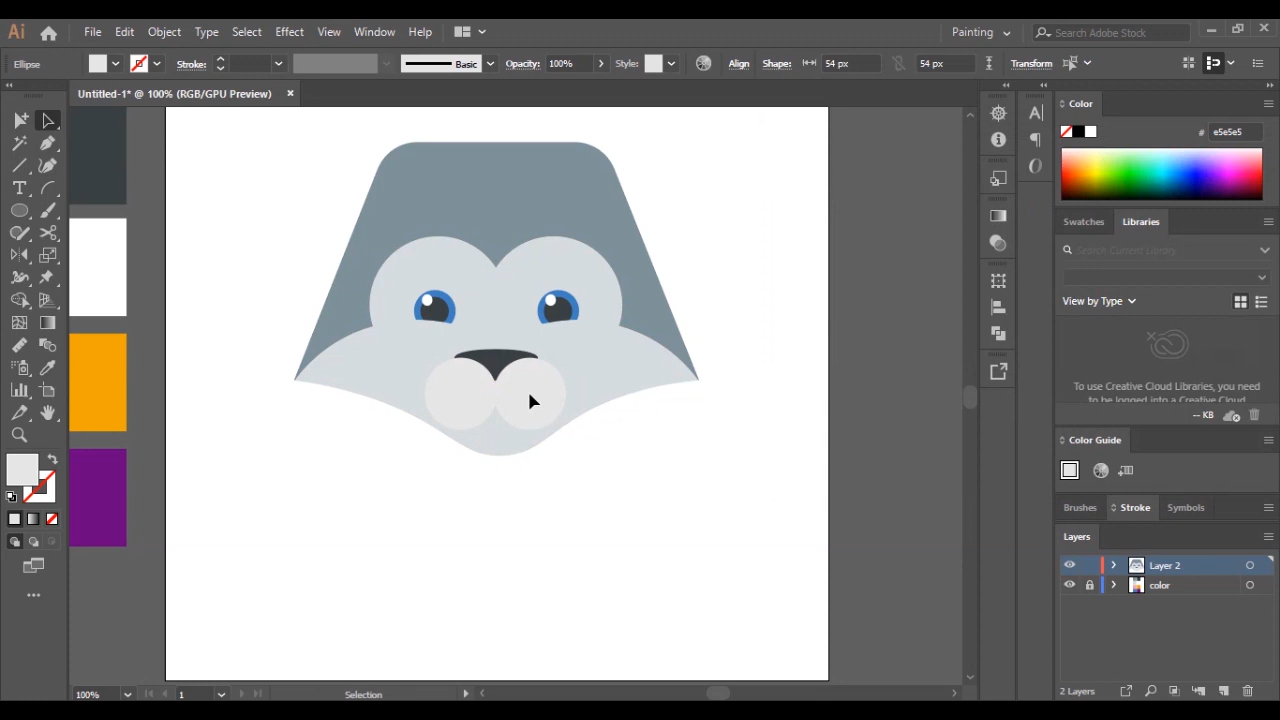 Ai File Edit Object Type Select Effect View Window Help Painting Search Adobe Stock
Ellipse Stroke: Basic Opacity: 100% Style: Align Shape: 54 px 54 px Transform
Untitled-1* @ 100% (RGB/GPU Preview)
Color
# e5e5e5
Swatches Libraries
Search Current Library
View by Type
To use Creative Cloud Libraries, you need
to be logged into a Creative Cloud
-- KB
Color Guide
Brushes Stroke Symbols
Layers
Layer 2
color
2 Layers
100% 1 Selection